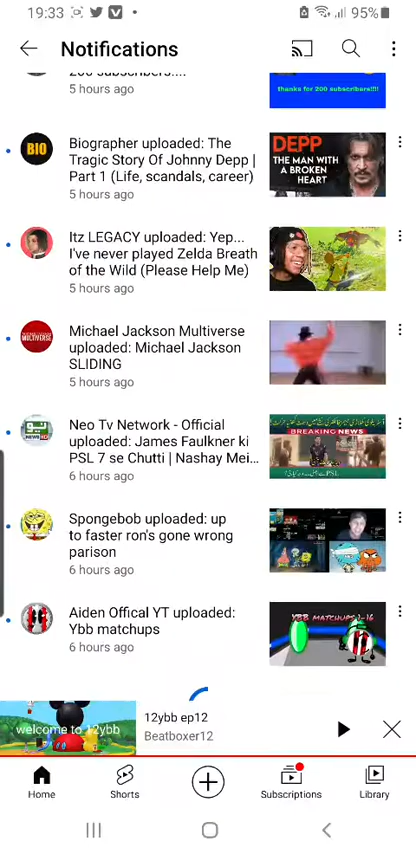 19:33
95%
Notifications
200 subscribers....
5 hours ago
thanks for 200 subscribers!!!!
BIO
Biographer uploaded: The
Tragic Story Of Johnny Depp |
Part 1 (Life, scandals, career)
5 hours ago
DEPP
THE MAN WITH
A BROKEN
HEART
Itz LEGACY uploaded: Yep...
I've never played Zelda Breath
of the Wild (Please Help Me)
5 hours ago
MULTIVERSE
Michael Jackson Multiverse
uploaded: Michael Jackson
SLIDING
5 hours ago
نیو
NEWS HD
Neo Tv Network - Official
uploaded: James Faulkner ki
PSL 7 se Chutti | Nashay Mei...
6 hours ago
BREAKING NEWS
Spongebob uploaded: up
to faster ron's gone wrong
parison
6 hours ago
Aiden Offical YT uploaded:
Ybb matchups
6 hours ago
YBB MATCHUPS 1-16
welcome to 12ybb
12ybb ep12
Beatboxer12
Home
Shorts
Subscriptions
Library